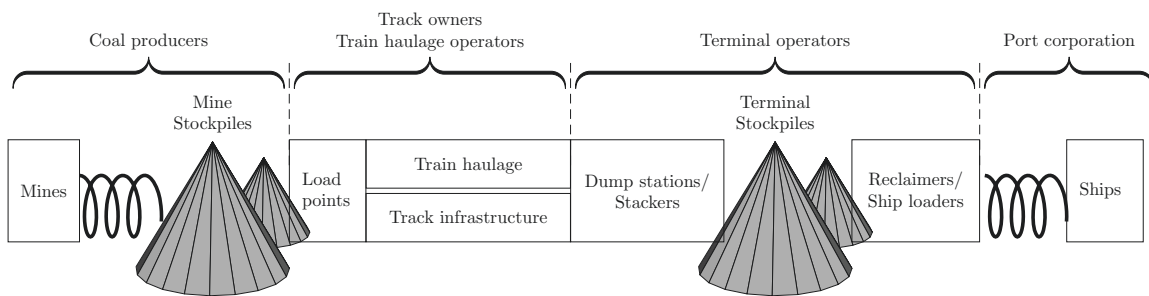 Coal producers
Track owners
Train haulage operators
Terminal operators
Port corporation
Mine
Stockpiles
Terminal
Stockpiles
Mines
Load
points
Train haulage
Track infrastructure
Dump stations/
Stackers
Reclaimers/
Ship loaders
Ships